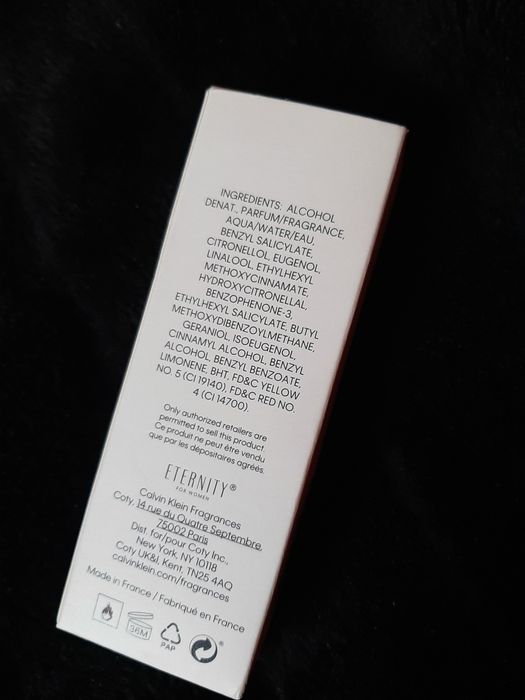 INGREDIENTS: ALCOHOL
DENAT., PARFUM/FRAGRANCE,
AQUA/WATER/EAU,
BENZYL SALICYLATE,
CITRONELLOL, EUGENOL,
LINALOOL, ETHYLHEXYL
METHOXYCINNAMATE,
HYDROXYCITRONELLAL,
BENZOPHENONE-3,
ETHYLHEXYL SALICYLATE, BUTYL
METHOXYDIBENZOYLMETHANE,
GERANIOL, ISOEUGENOL,
CINNAMYL ALCOHOL, BENZYL
ALCOHOL, BENZYL BENZOATE,
LIMONENE, BHT, FD&C YELLOW
NO. 5 (CI 19140), FD&C RED NO.
4 (CI 14700).
Only authorized retailers are
permitted to sell this product.
Ce produit ne peut être vendu
que par les dépositaires agréés.
ETERNITY®
FOR WOMEN
Calvin Klein Fragrances
Coty, 14 rue du Quatre Septembre,
75002 Paris
Dist. for/pour Coty Inc.,
New York, NY 10118
Coty UK&I, Kent, TN25 4AQ
calvinklein.com/fragrances
Made in France / Fabriqué en France
36M
PAP
®